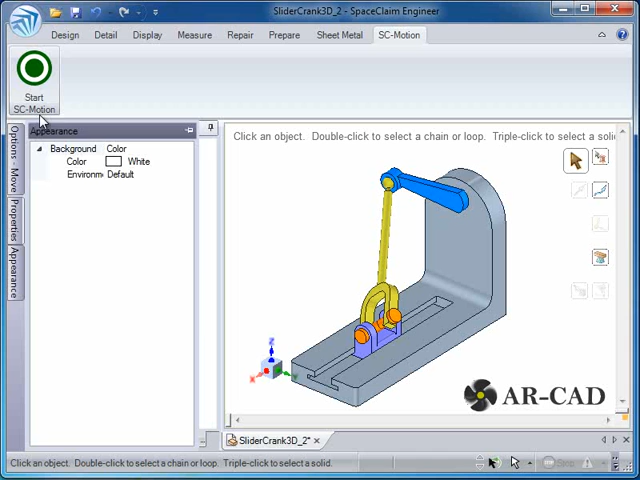 SliderCrank3D_2* - SpaceClaim Engineer
Design Detail Display Measure Repair Prepare Sheet Metal SC-Motion
Start
SC-Motion
Appearance
Background Color
Color White
Environm Default
Options - Move
Properties
Appearance
Click an object. Double-click to select a chain or loop. Triple-click to select a solid
Z
X
Y
AR-CAD
SliderCrank3D_2*
Click an object. Double-click to select a chain or loop. Triple-click to select a solid.